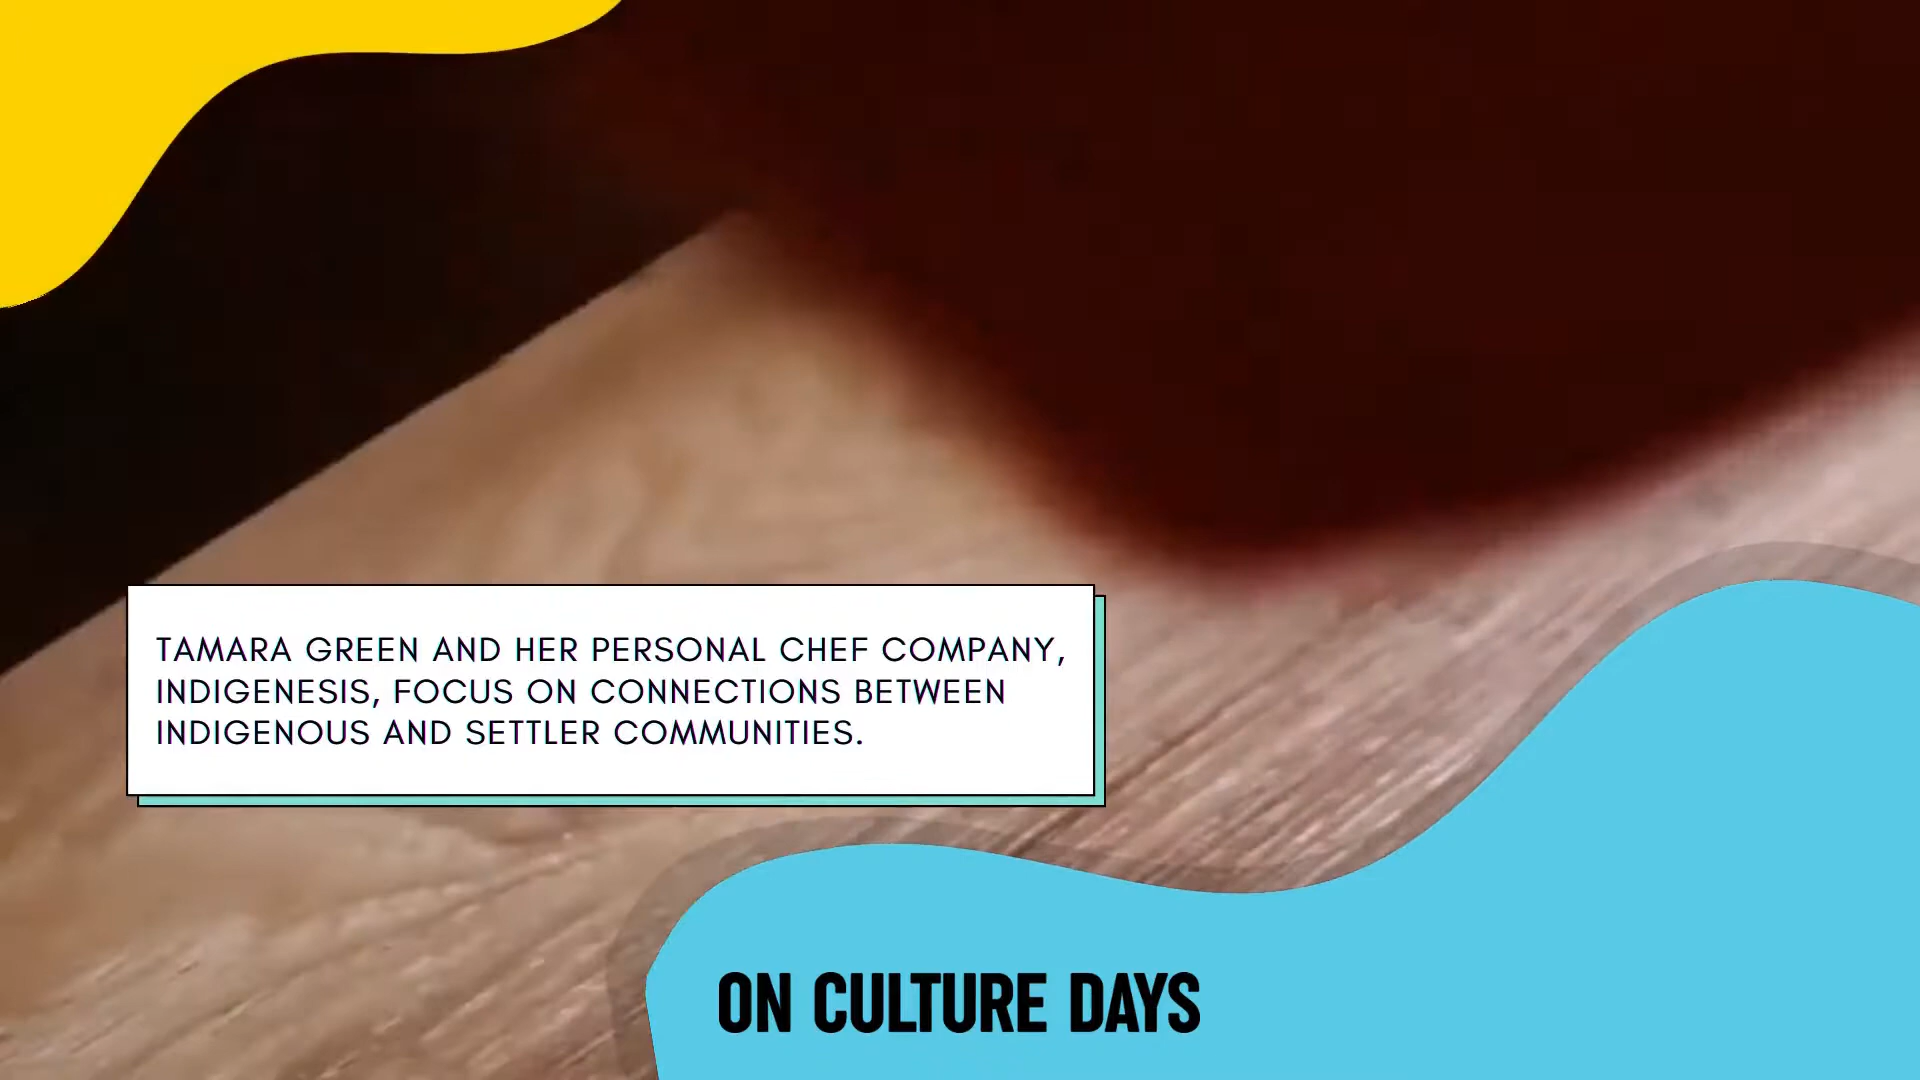 TAMARA GREEN AND HER PERSONAL CHEF COMPANY,
INDIGENESIS, FOCUS ON CONNECTIONS BETWEEN
INDIGENOUS AND SETTLER COMMUNITIES.
ON CULTURE DAYS